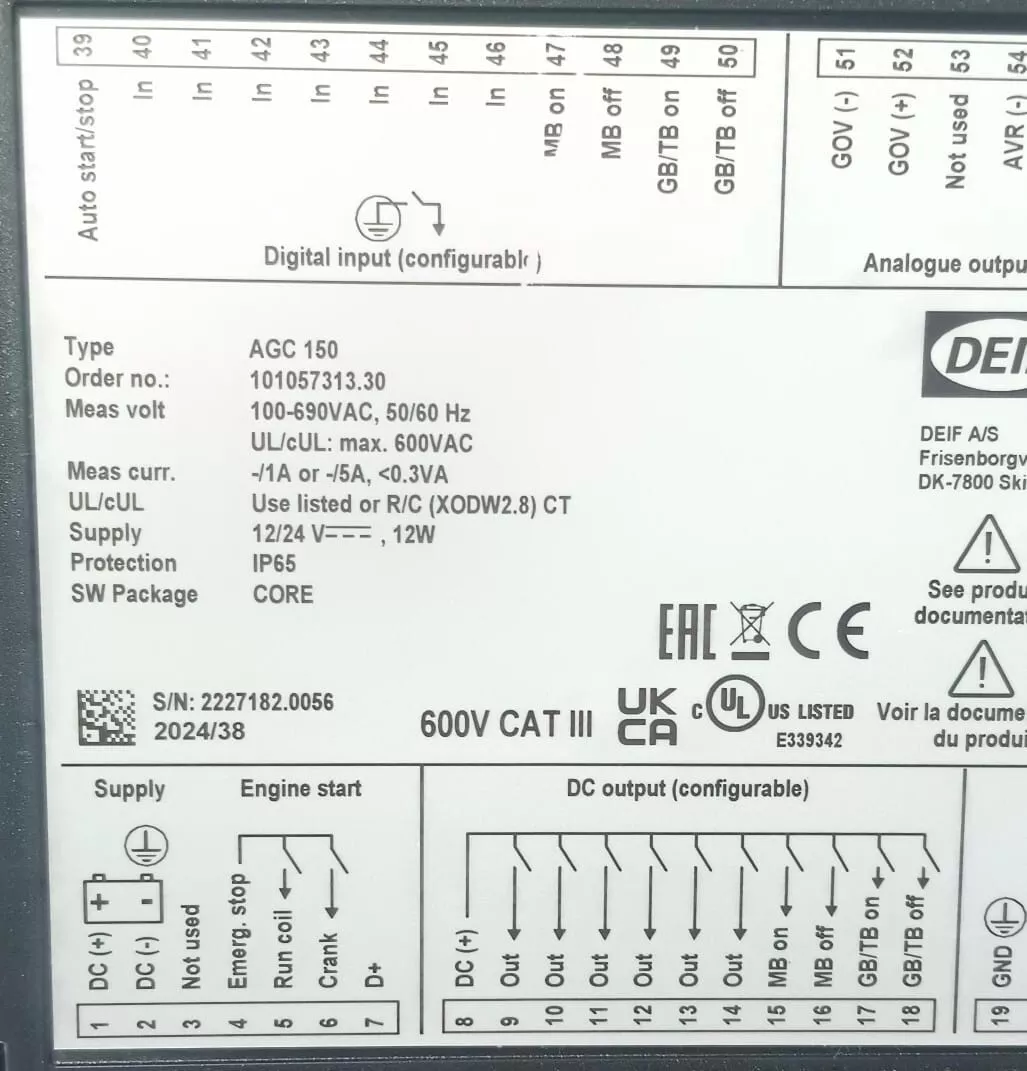 39 40 41 42 43 44 45 46 47 48 49 50
Auto start/stop In In In In In In In MB on MB off GB/TB on GB/TB off
Digital input (configurabl )
51 52 53 54
GOV (-) GOV (+) Not used AVR (-)
Analogue outpu
Type AGC 150
Order no.: 101057313.30
Meas volt 100-690VAC, 50/60 Hz
UL/cUL: max. 600VAC
Meas curr. -/1A or -/5A, <0.3VA
UL/cUL Use listed or R/C (XODW2.8) CT
Supply 12/24 V , 12W
Protection IP65
SW Package CORE
DEIF
DEIF A/S
Frisenborgv
DK-7800 Ski
See produ
documentat
Voir la docume
du produi
EAC CE
S/N: 2227182.0056
2024/38
600V CAT III
UK
CA
C UL US LISTED
E339342
Supply Engine start
+ -
DC (+) DC (-) Not used Emerg. stop Run coil Crank D+
1 2 3 4 5 6 7
DC output (configurable)
DC (+) Out Out Out Out Out Out MB on MB off GB/TB on GB/TB off
8 9 10 11 12 13 14 15 16 17 18
GND
19